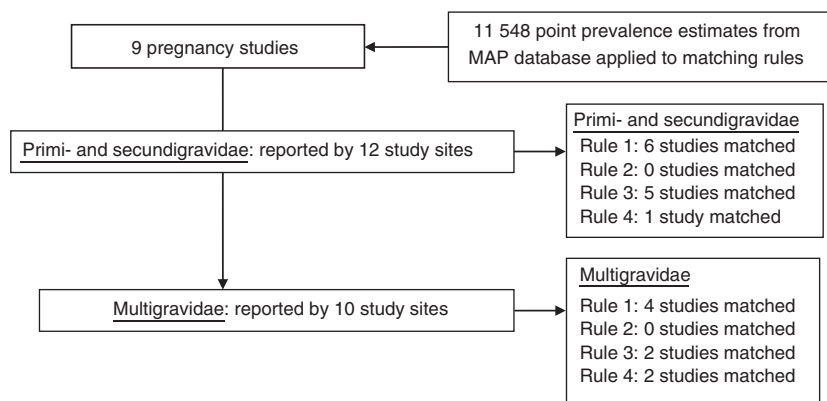 9 pregnancy studies
11 548 point prevalence estimates from
MAP database applied to matching rules
Primi- and secundigravidae: reported by 12 study sites
Primi- and secundigravidae
Rule 1: 6 studies matched
Rule 2: 0 studies matched
Rule 3: 5 studies matched
Rule 4: 1 study matched
Multigravidae: reported by 10 study sites
Multigravidae
Rule 1: 4 studies matched
Rule 2: 0 studies matched
Rule 3: 2 studies matched
Rule 4: 2 studies matched